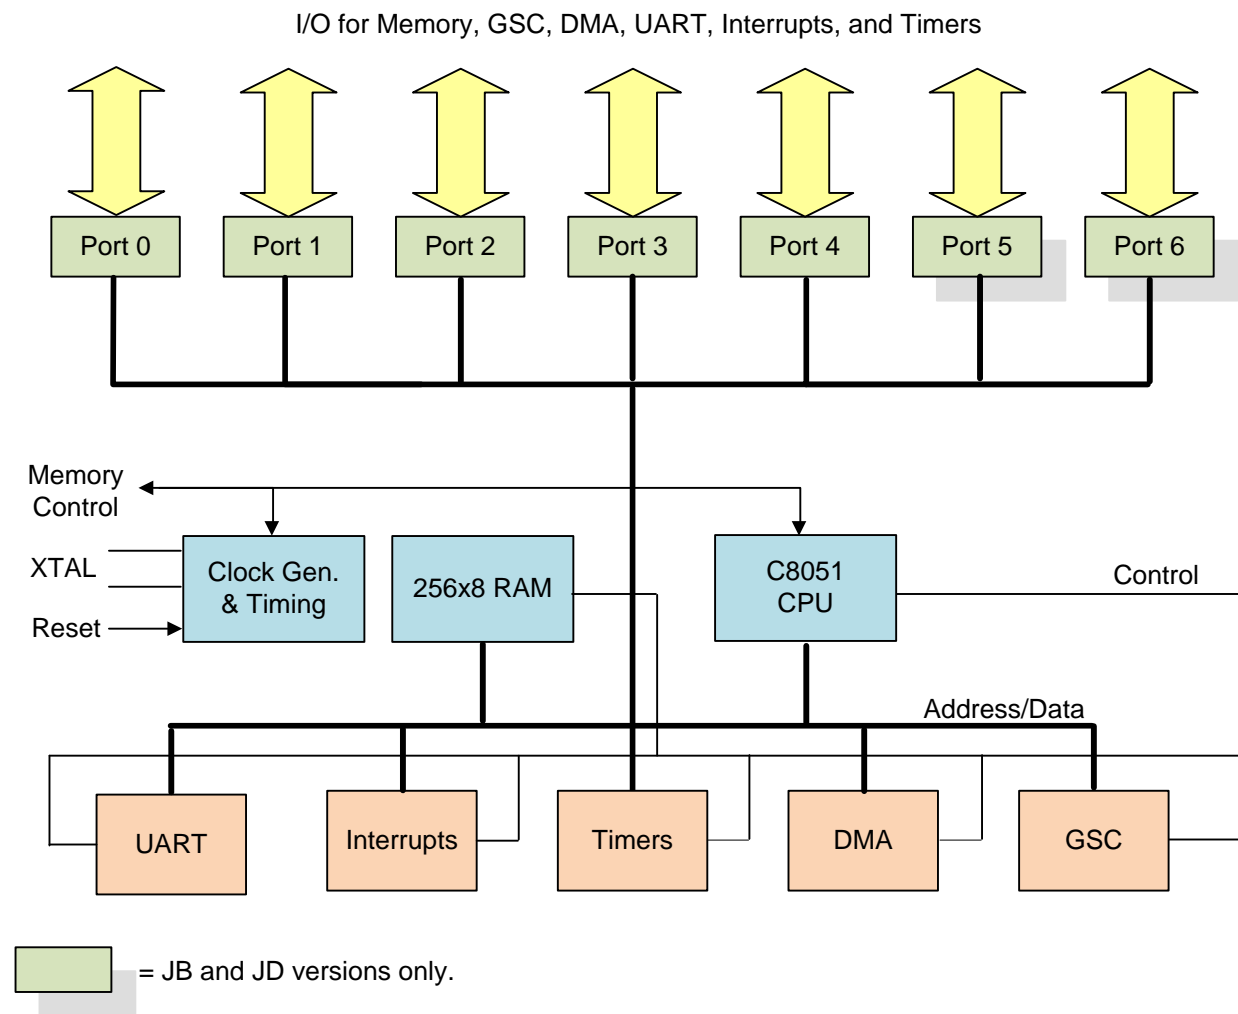 I/O for Memory, GSC, DMA, UART, Interrupts, and Timers
Port 0
Port 1
Port 2
Port 3
Port 4
Port 5
Port 6
Memory
Control
XTAL
Reset
Clock Gen.
& Timing
256x8 RAM
C8051
CPU
Control
Address/Data
UART
Interrupts
Timers
DMA
GSC
= JB and JD versions only.